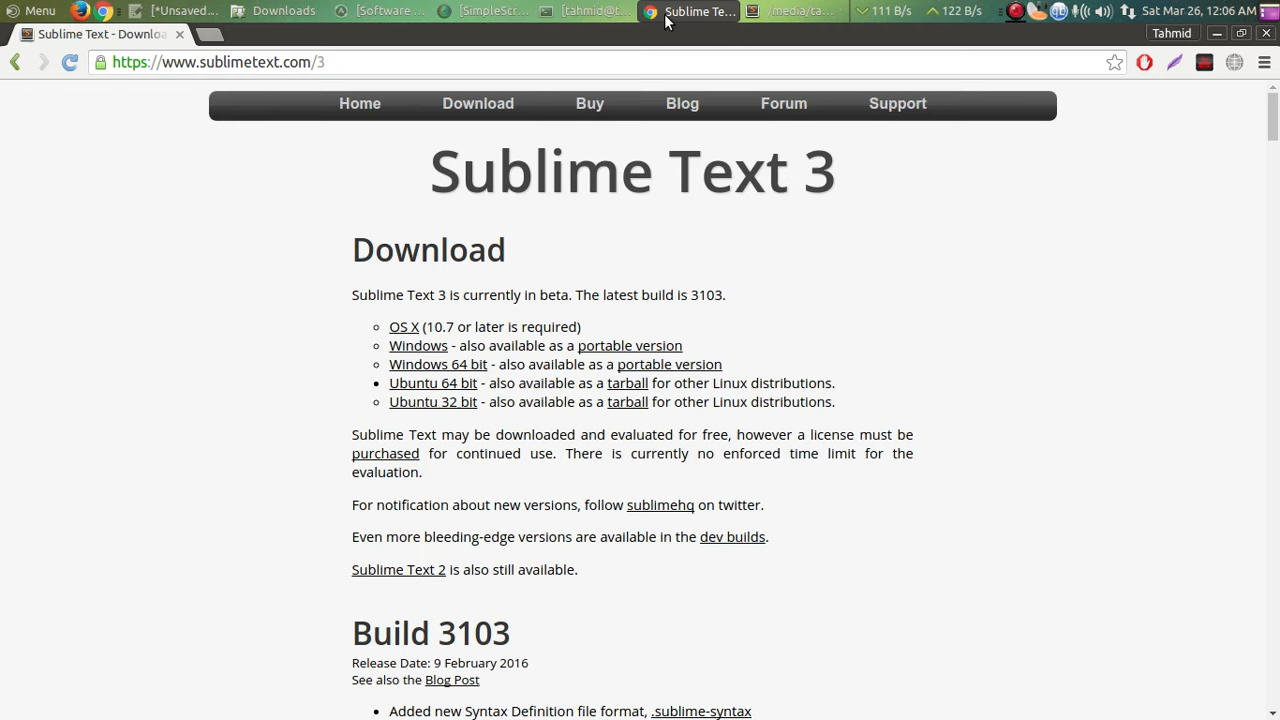 Menu [*Unsaved... Downloads [Software ... [SimpleScr... [tahmid@t... Sublime Te... /media/ta... 111 B/s 122 B/s Sat Mar 26, 12:06 AM
Sublime Text - Downloa Tahmid
https://www.sublimetext.com/3
Home Download Buy Blog Forum Support
Sublime Text 3
Download
Sublime Text 3 is currently in beta. The latest build is 3103.
OS X (10.7 or later is required)
Windows - also available as a portable version
Windows 64 bit - also available as a portable version
Ubuntu 64 bit - also available as a tarball for other Linux distributions.
Ubuntu 32 bit - also available as a tarball for other Linux distributions.
Sublime Text may be downloaded and evaluated for free, however a license must be
purchased for continued use. There is currently no enforced time limit for the
evaluation.
For notification about new versions, follow sublimehq on twitter.
Even more bleeding-edge versions are available in the dev builds.
Sublime Text 2 is also still available.
Build 3103
Release Date: 9 February 2016
See also the Blog Post
Added new Syntax Definition file format, .sublime-syntax